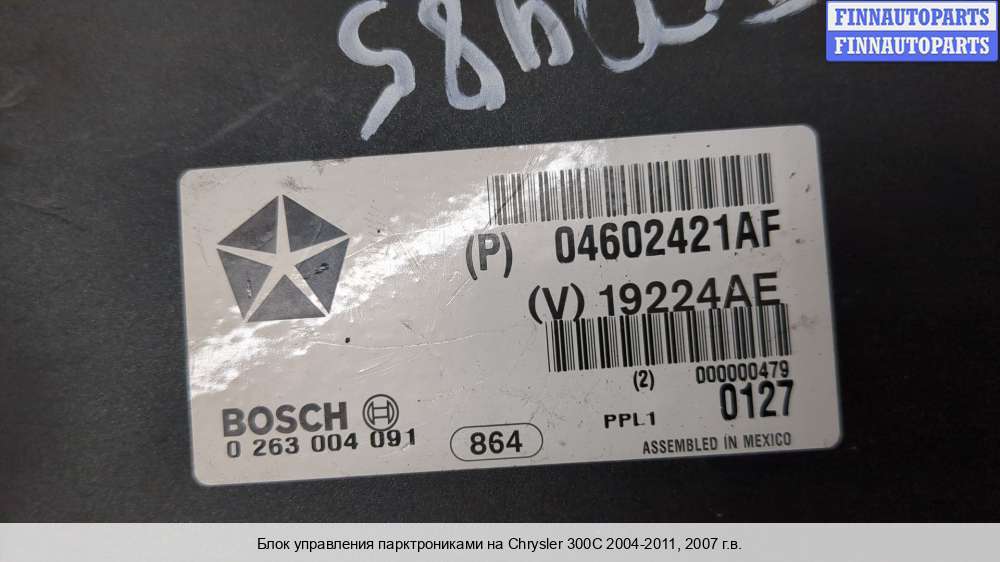 FINNAUTOPARTS
FINNAUTOPARTS
(P) 04602421AF
(V) 19224AE
(2) 000000479
PPL1 0127
BOSCH
0 263 004 091
864
ASSEMBLED IN MEXICO
Блок управления парктрониками на Chrysler 300C 2004-2011, 2007 г.в.